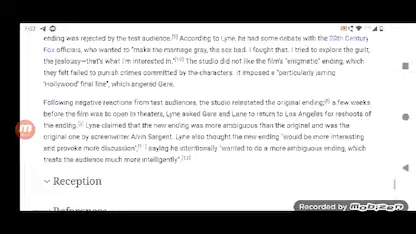 7:02
ending was rejected by the test audience.[8] According to Lyne, he had some debate with the 20th Century
Fox officials, who wanted to "make the marriage gray, the sex bad. I fought that. I tried to explore the guilt,
the jealousy—that's what I'm interested in."[10] The studio did not like the film's "enigmatic" ending, which
they felt failed to punish crimes committed by the characters. It imposed a "particularly jarring
'Hollywood' final line", which angered Gere.
Following negative reactions from test audiences, the studio reinstated the original ending;[8] a few weeks
before the film was to open in theaters, Lyne asked Gere and Lane to return to Los Angeles for reshoots of
the ending. Lyne claimed that the new ending was more ambiguous than the original and was the
original one by screenwriter Alvin Sargent. Lyne also thought the new ending "would be more interesting
and provoke more discussion", saying he intentionally "wanted to do a more ambiguous ending, which
treats the audience much more intelligently".[12]
Reception
References
Recorded by Mobizen